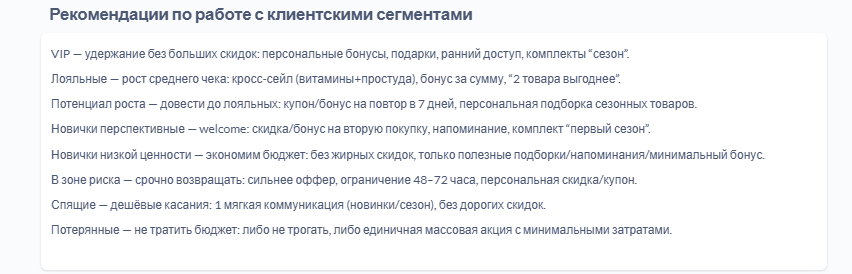 Рекомендации по работе с клиентскими сегментами
VIP — удержание без больших скидок: персональные бонусы, подарки, ранний доступ, комплекты “сезон”.
Лояльные — рост среднего чека: кросс-сейл (витамины+простуда), бонус за сумму, “2 товара выгоднее”.
Потенциал роста — довести до лояльных: купон/бонус на повтор в 7 дней, персональная подборка сезонных товаров.
Новички перспективные — welcome: скидка/бонус на вторую покупку, напоминание, комплект “первый сезон”.
Новички низкой ценности — экономим бюджет: без жирных скидок, только полезные подборки/напоминания/минимальный бонус.
В зоне риска — срочно возвращать: сильнее оффер, ограничение 48–72 часа, персональная скидка/купон.
Спящие — дешёвые касания: 1 мягкая коммуникация (новинки/сезон), без дорогих скидок.
Потерянные — не тратить бюджет: либо не трогать, либо единичная массовая акция с минимальными затратами.